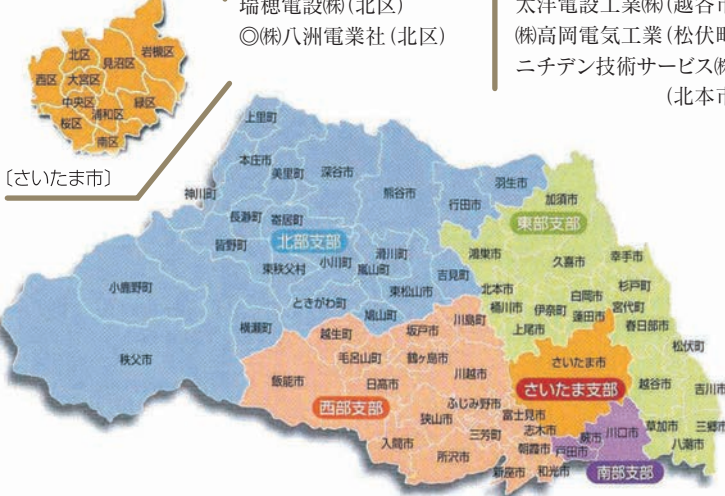 瑞穂電設㈱(北区)
◎㈱八洲電業社(北区)
太洋電設工業㈱(越谷市
㈱高岡電気工業(松伏町
ニチデン技術サービス㈱
(北本市
岩槻区
北区
見沼区
西区
大宮区
中央区
緑区
浦和区
桜区
南区
〔さいたま市〕
上里町
本庄市
美里町
深谷市
神川町
熊谷市
羽生市
行田市
加須市
東部支部
長瀞町
寄居町
北部支部
皆野町
滑川町
小川町
嵐山町
東秩父村
吉見町
東松山市
ときがわ町
鳩山町
小鹿野町
横瀬町
秩父市
鴻巣市
久喜市
幸手市
北本市
白岡市
杉戸町
桶川市
伊奈町
蓮田市
宮代町
上尾市
春日部市
松伏町
川島町
坂戸市
越生町
毛呂山町
鶴ヶ島市
飯能市
日高市
川越市
さいたま市
さいたま支部
越谷市
吉川市
西部支部
ふじみ野市
富士見市
狭山市
三芳町
志木市
入間市
所沢市
朝霞市
新座市
和光市
蕨市
戸田市
川口市
南部支部
草加市
三郷市
八潮市